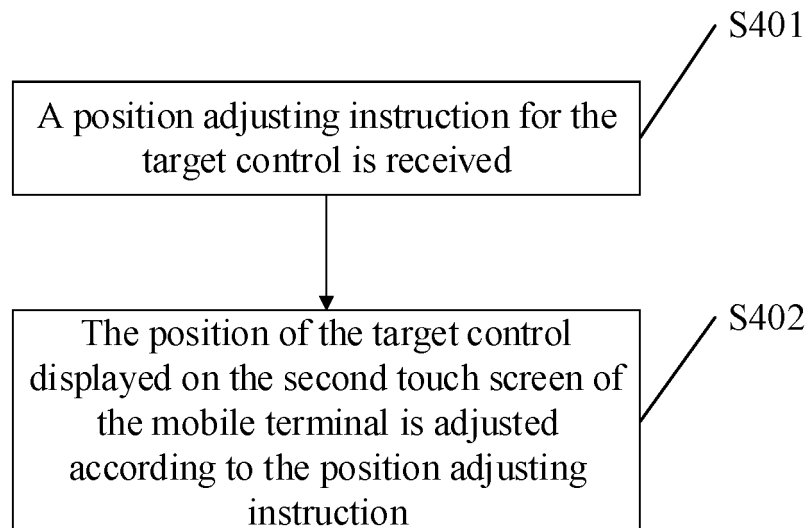 S401
A position adjusting instruction for the
target control is received
S402
The position of the target control
displayed on the second touch screen of
the mobile terminal is adjusted
according to the position adjusting
instruction